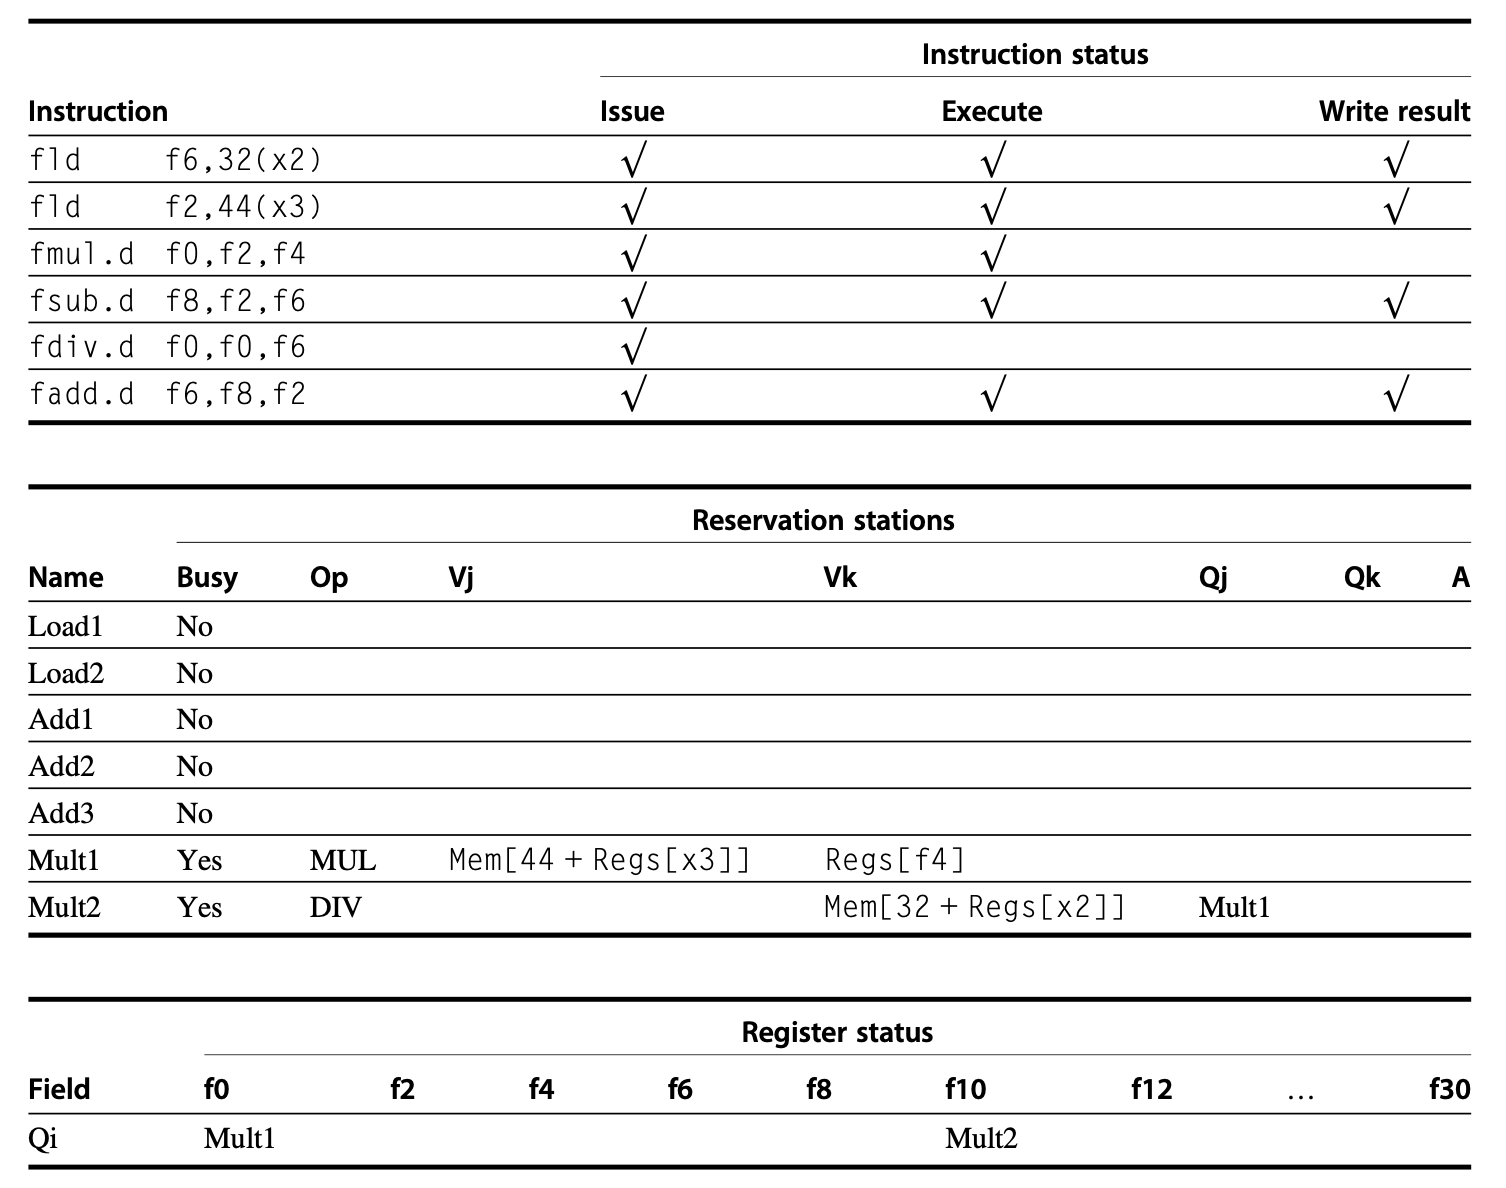 Instruction status
Instruction Issue Execute Write result
fld f6,32(x2) √ √ √
fld f2,44(x3) √ √ √
fmul.d f0,f2,f4 √ √
fsub.d f8,f2,f6 √ √ √
fdiv.d f0,f0,f6 √
fadd.d f6,f8,f2 √ √ √
Reservation stations
Name Busy Op Vj Vk Qj Qk A
Load1 No
Load2 No
Add1 No
Add2 No
Add3 No
Mult1 Yes MUL Mem[44 + Regs[x3]] Regs[f4]
Mult2 Yes DIV Mem[32 + Regs[x2]] Mult1
Register status
Field f0 f2 f4 f6 f8 f10 f12 … f30
Qi Mult1 Mult2